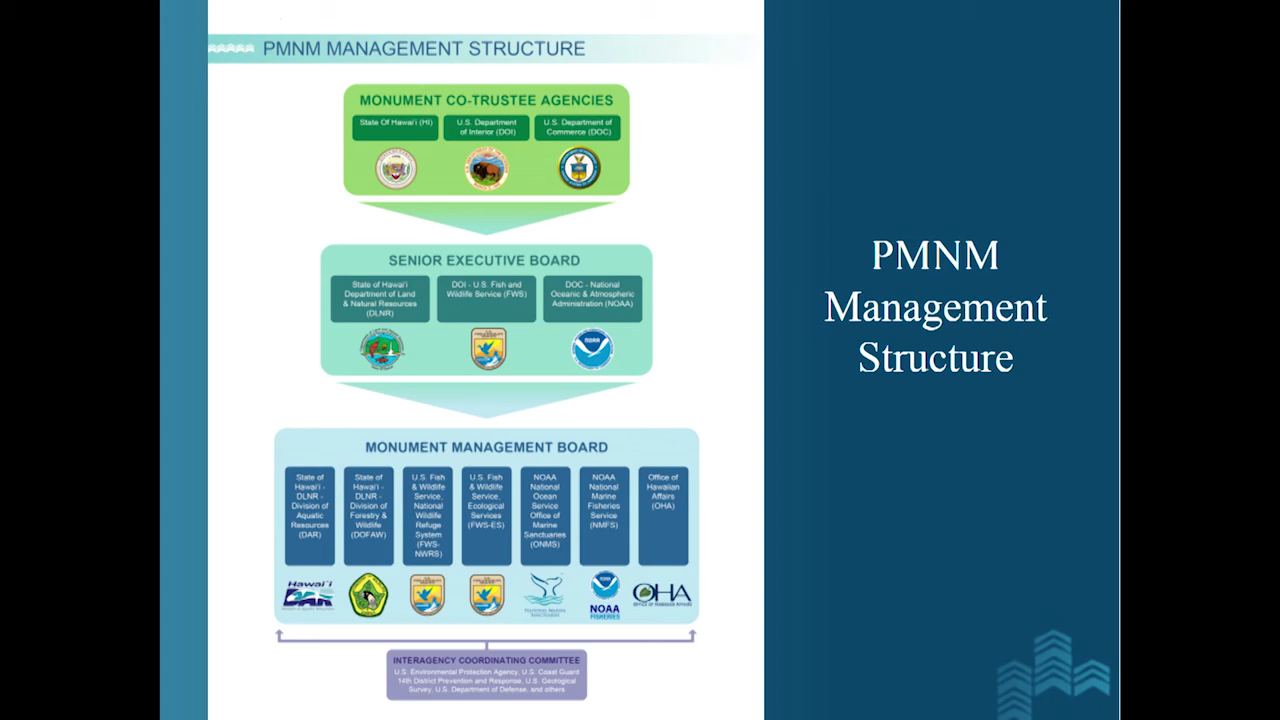 PMNM MANAGEMENT STRUCTURE
MONUMENT CO-TRUSTEE AGENCIES
State Of Hawai'i (HI)
U.S. Department
of Interior (DOI)
U.S. Department of
Commerce (DOC)
SENIOR EXECUTIVE BOARD
State of Hawai'i
Department of Land
& Natural Resources
(DLNR)
DOI - U.S. Fish and
Wildlife Service (FWS)
DOC - National
Oceanic & Atmospheric
Administration (NOAA)
NOAA
MONUMENT MANAGEMENT BOARD
State of
Hawai'i -
DLNR -
Division of
Aquatic
Resources
(DAR)
State of
Hawai'i -
DLNR -
Division of
Forestry &
Wildlife
(DOFAW)
U.S. Fish
& Wildlife
Service,
National
Wildlife
Refuge
System
(FWS-
NWRS)
U.S. Fish
& Wildlife
Service,
Ecological
Services
(FWS-ES)
NOAA
National
Ocean
Service
Office of
Marine
Sanctuaries
(ONMS)
NOAA
National
Marine
Fisheries
Service
(NMFS)
Office of
Hawaiian
Affairs
(OHA)
Hawai'i
DAR
NATIONAL MARINE
SANCTUARIES
NOAA
FISHERIES
OHA
INTERAGENCY COORDINATING COMMITTEE
U.S. Environmental Protection Agency, U.S. Coast Guard
14th District Prevention and Response, U.S. Geological
Survey, U.S. Department of Defense, and others
PMNM
Management
Structure